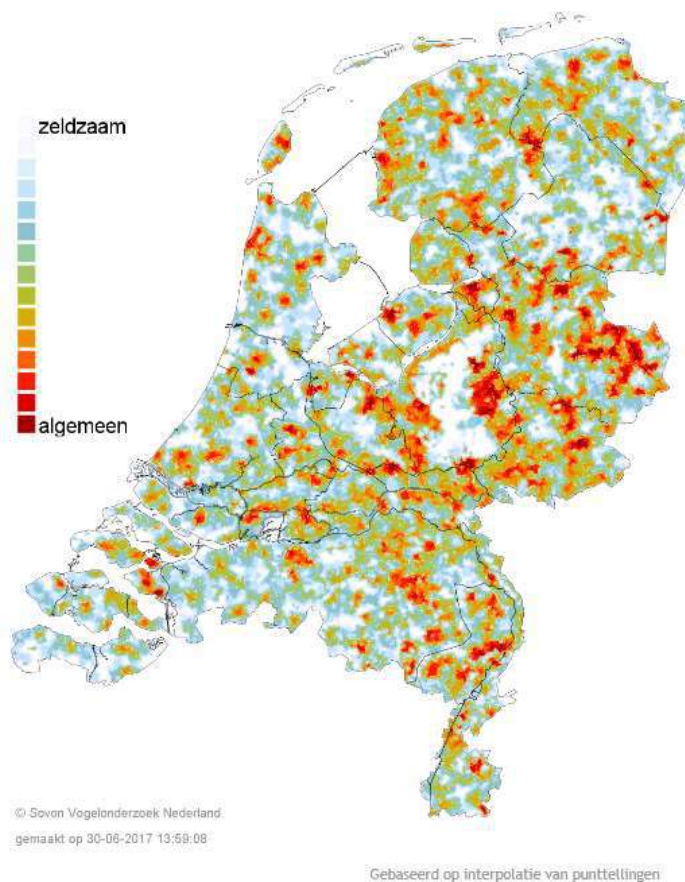 zeldzaam
algemeen
© Sovon Vogelonderzoek Nederland
gemaakt op 30-06-2017 13:59:08
Gebaseerd op interpolatie van punttellingen